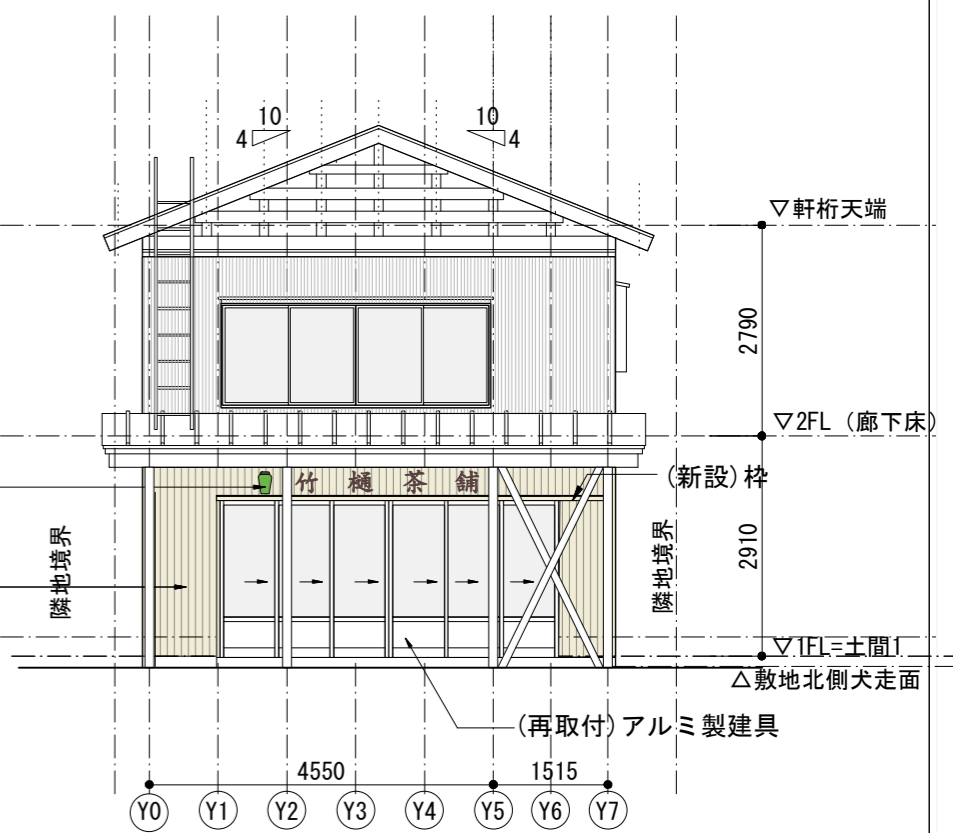 10
10
4
4
▽軒桁天端
2790
▽2FL (廊下床)
竹樋茶舗
(新設)枠
隣地境界
隣地境界
2910
▽1FL=土間1
△敷地北側犬走面
(再取付)アルミ製建具
4550
1515
Y0 Y1 Y2 Y3 Y4 Y5 Y6 Y7